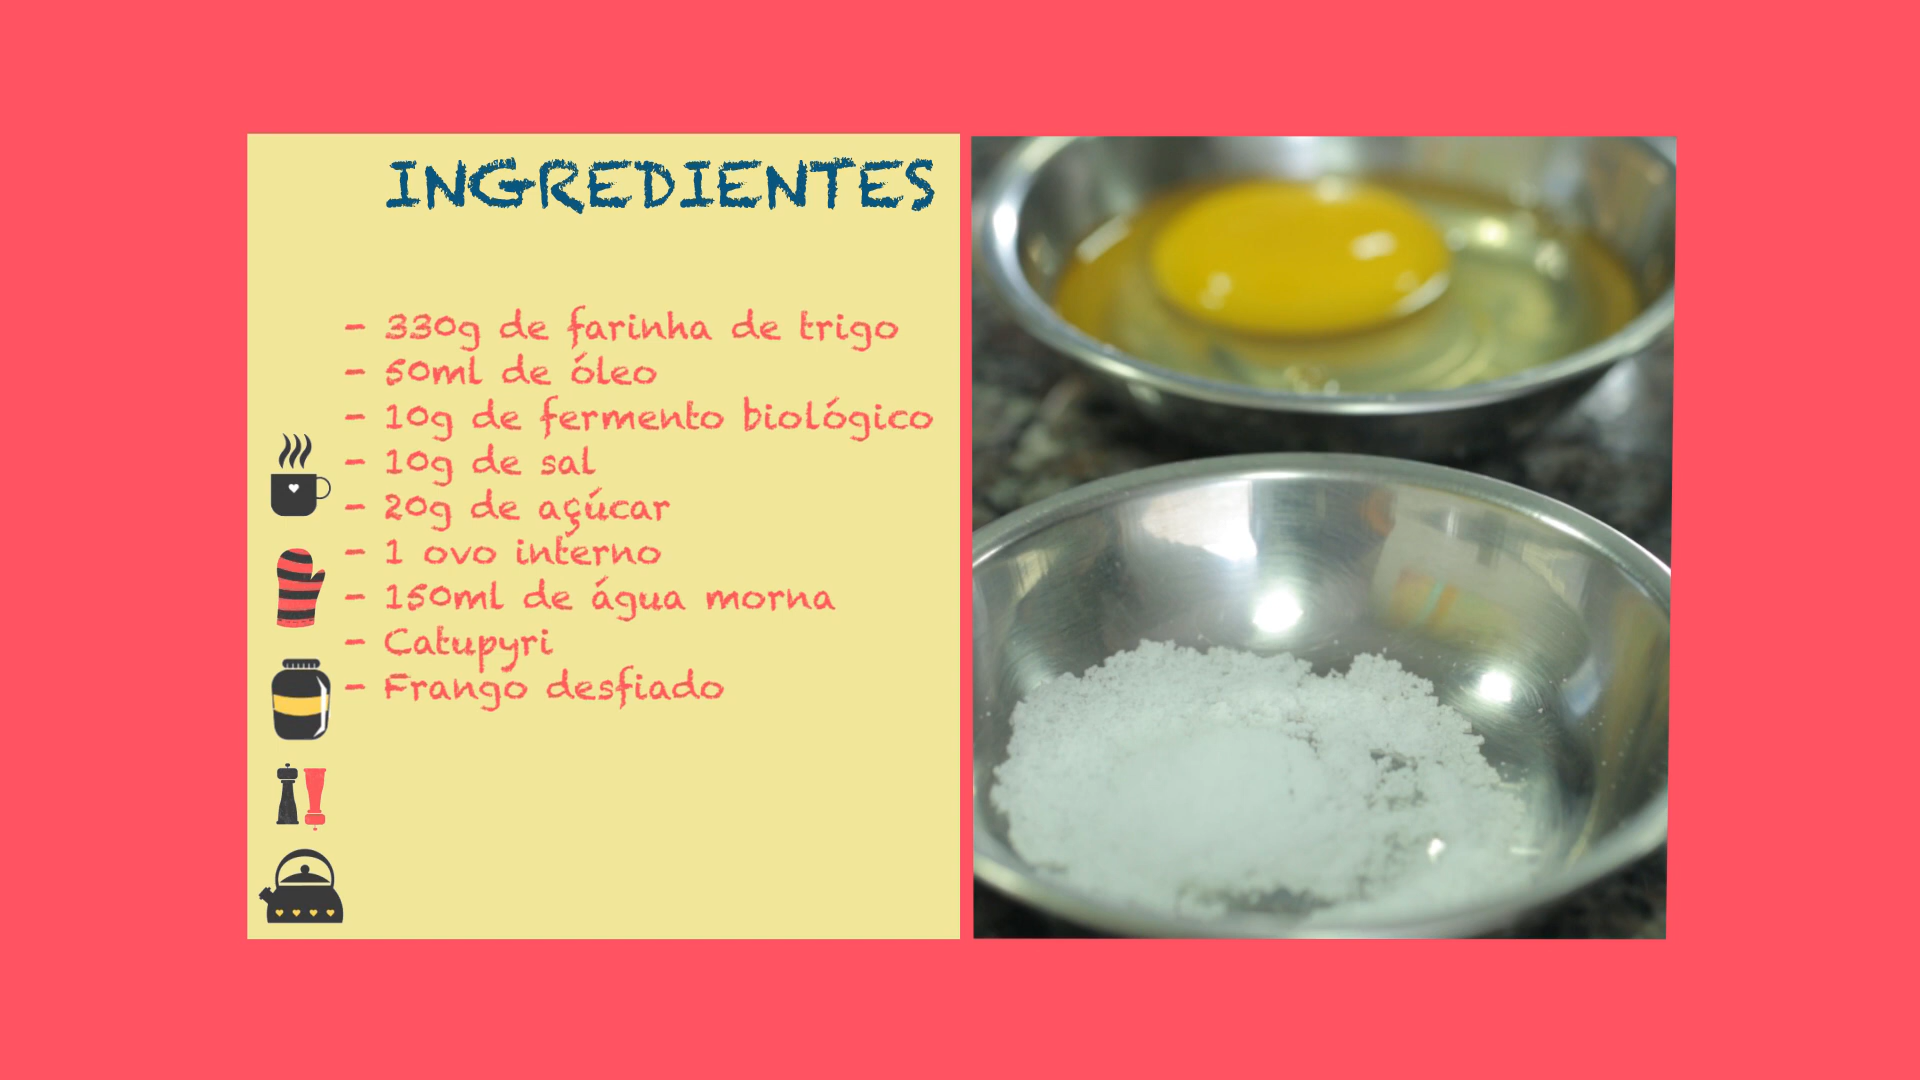 INGREDIENTES
- 330g de farinha de trigo
- 50ml de óleo
- 10g de fermento biológico
- 10g de sal
- 20g de açúcar
- 1 ovo interno
- 150ml de água morna
- Catupyri
- Frango desfiado